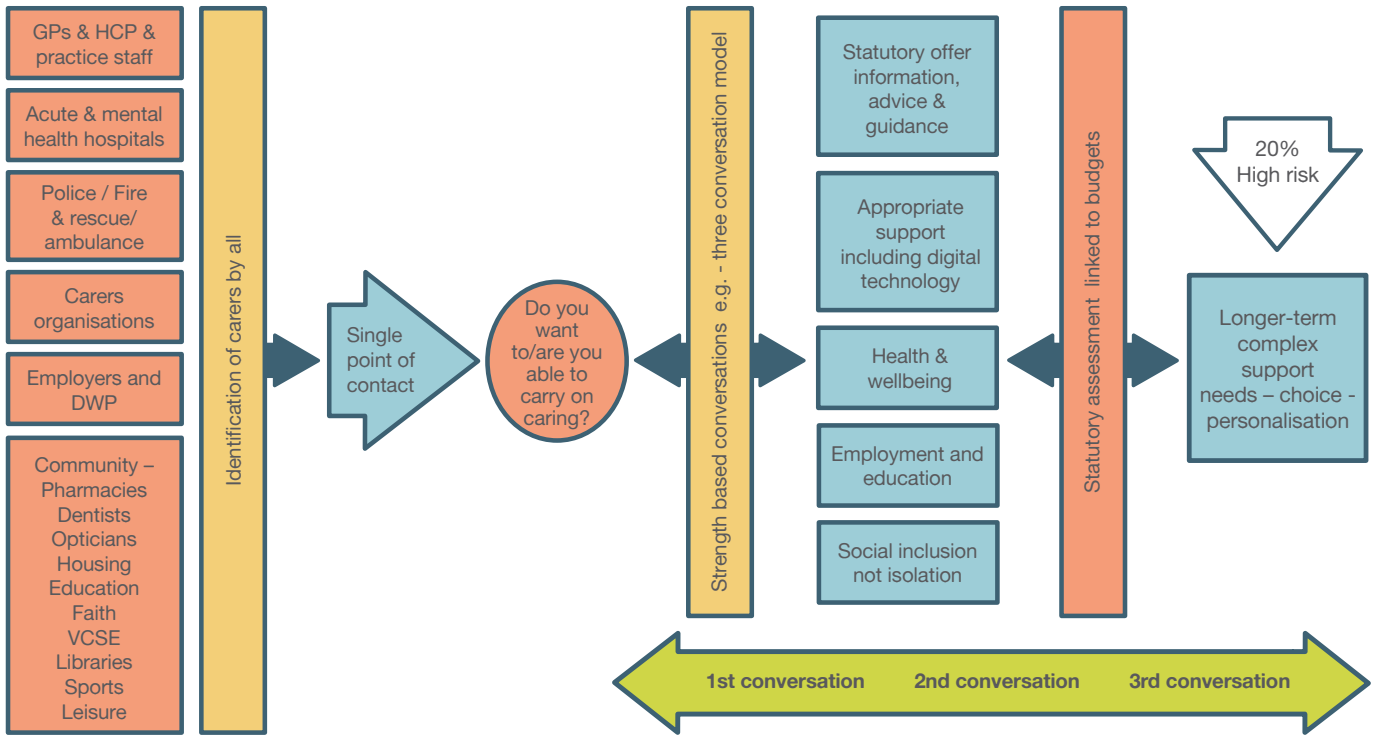 GPs & HCP &
practice staff
Acute & mental
health hospitals
Police / Fire
& rescue/
ambulance
Carers
organisations
Employers and
DWP
Community –
Pharmacies
Dentists
Opticians
Housing
Education
Faith
VCSE
Libraries
Sports
Leisure
Identification of carers by all
Single
point of
contact
Do you
want
to/are you
able to
carry on
caring?
Strength based conversations e.g. - three conversation model
Statutory offer
information,
advice &
guidance
Appropriate
support
including digital
technology
Health &
wellbeing
Employment and
education
Social inclusion
not isolation
Statutory assessment linked to budgets
20%
High risk
Longer-term
complex
support
needs – choice -
personalisation
1st conversation 2nd conversation 3rd conversation